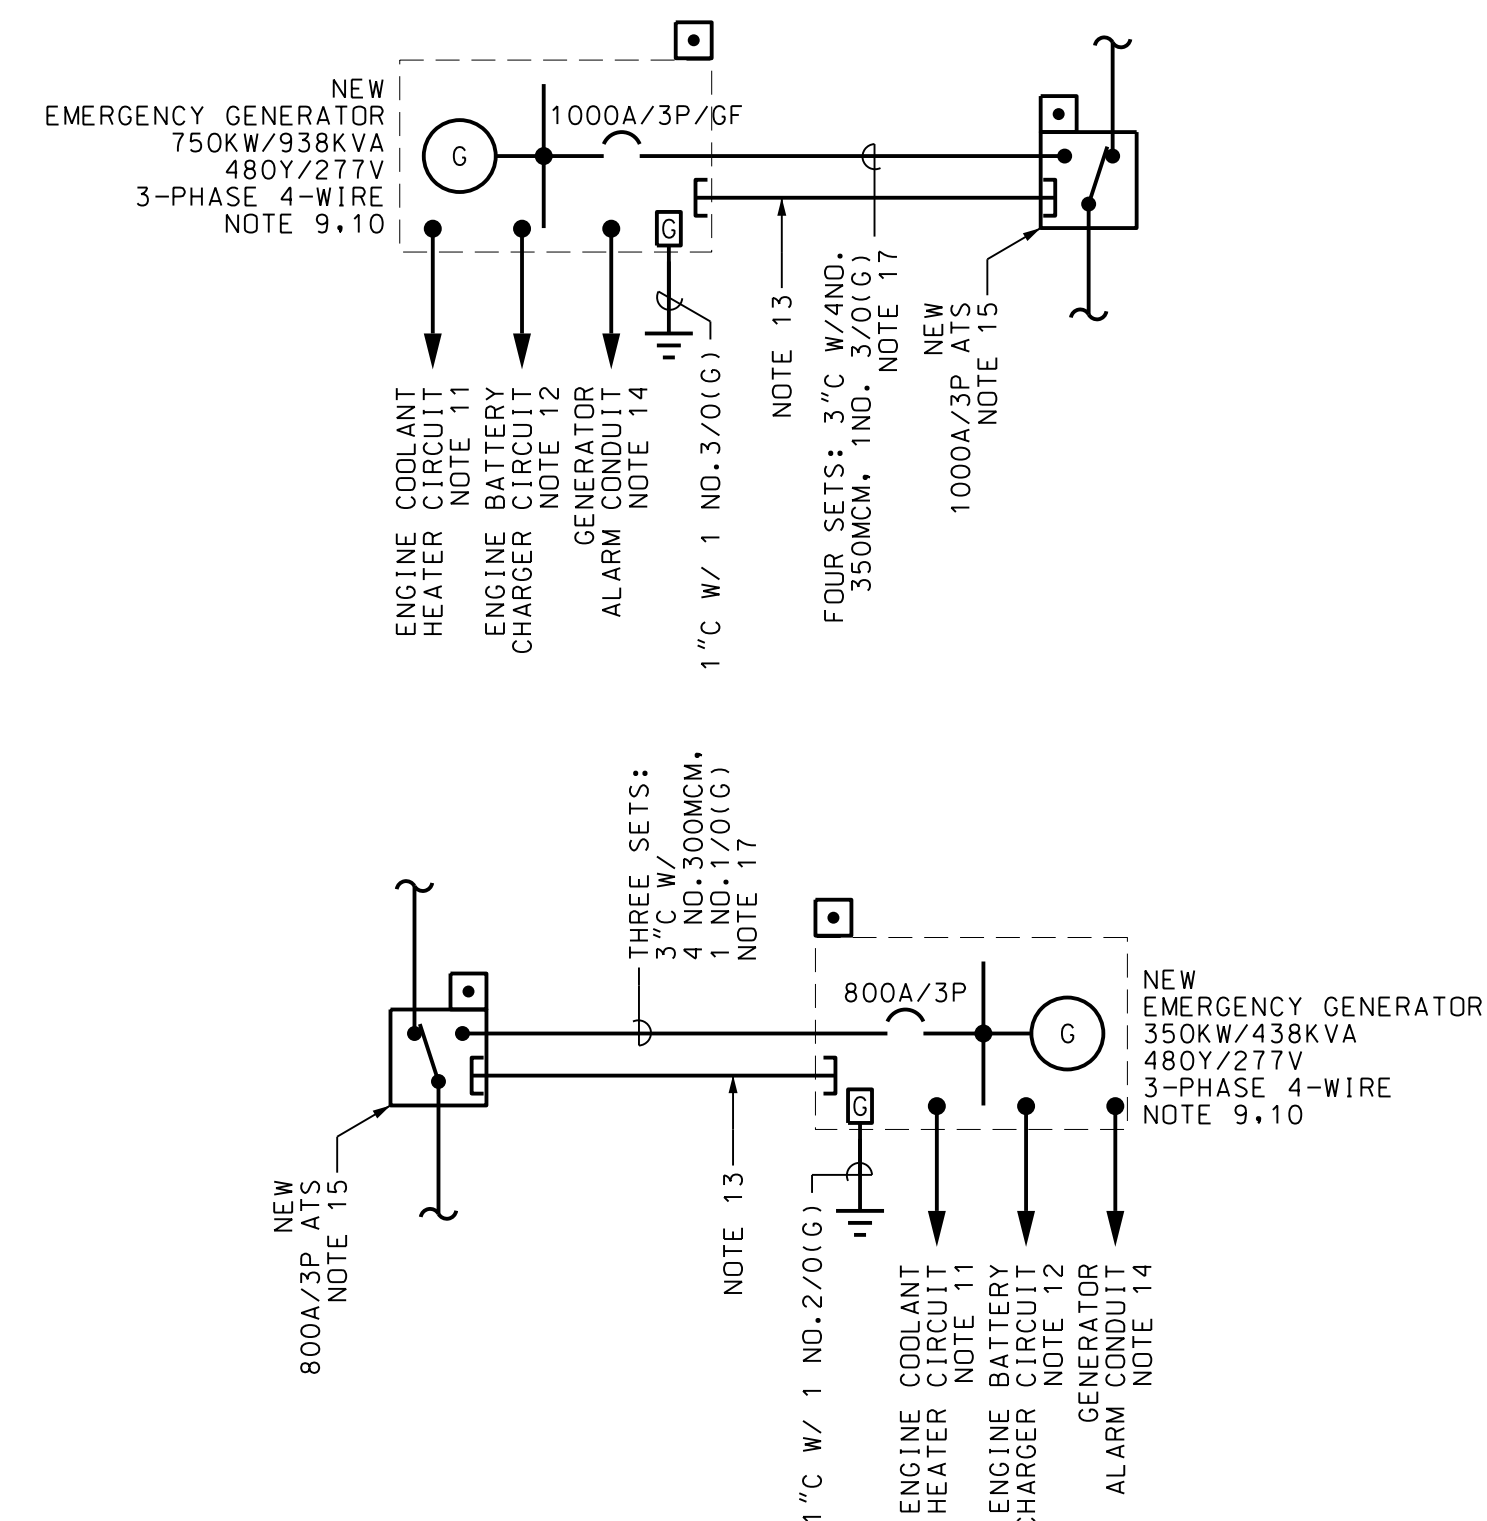 NEW
EMERGENCY GENERATOR
750KW/938KVA
480Y/277V
3-PHASE 4-WIRE
NOTE 9,10
1000A/3P/GF
G
G
ENGINE COOLANT
HEATER CIRCUIT
NOTE 11
ENGINE BATTERY
CHARGER CIRCUIT
NOTE 12
GENERATOR
ALARM CONDUIT
NOTE 14
1"C W/ 1 NO.3/0(G)
NOTE 13
FOUR SETS: 3"C W/4NO.
350MCM, 1NO. 3/0(G)
NOTE 17
NEW
1000A/3P ATS
NOTE 15
THREE SETS:
3"C W/
4 NO.300MCM,
1 NO.1/0(G)
NOTE 17
800A/3P
G
G
NEW
EMERGENCY GENERATOR
350KW/438KVA
480Y/277V
3-PHASE 4-WIRE
NOTE 9,10
NEW
800A/3P ATS
NOTE 15
NOTE 13
1"C W/ 1 NO.2/0(G)
ENGINE COOLANT
HEATER CIRCUIT
NOTE 11
ENGINE BATTERY
CHARGER CIRCUIT
NOTE 12
GENERATOR
ALARM CONDUIT
NOTE 14